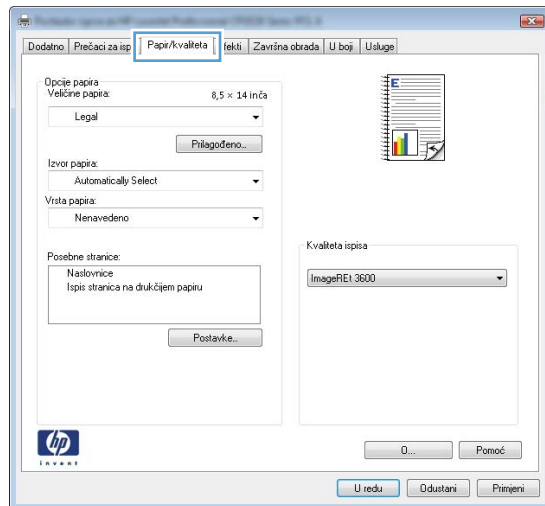 Dodatno Prečaci za isp Papir/kvaliteta fekti Završna obrada U boji Usluge
Opcije papira
Veličine papira: 8,5 × 14 inča
Legal
Prilagođeno...
Izvor papira:
Automatically Select
Vrsta papira:
Nenavedeno
Posebne stranice:
Naslovnice
Ispis stranica na drukčijem papiru
Postavke...
E
Kvaliteta ispisa
ImageREt 3600
hp
invent
O... Pomoć
U redu Odustani Primjeni